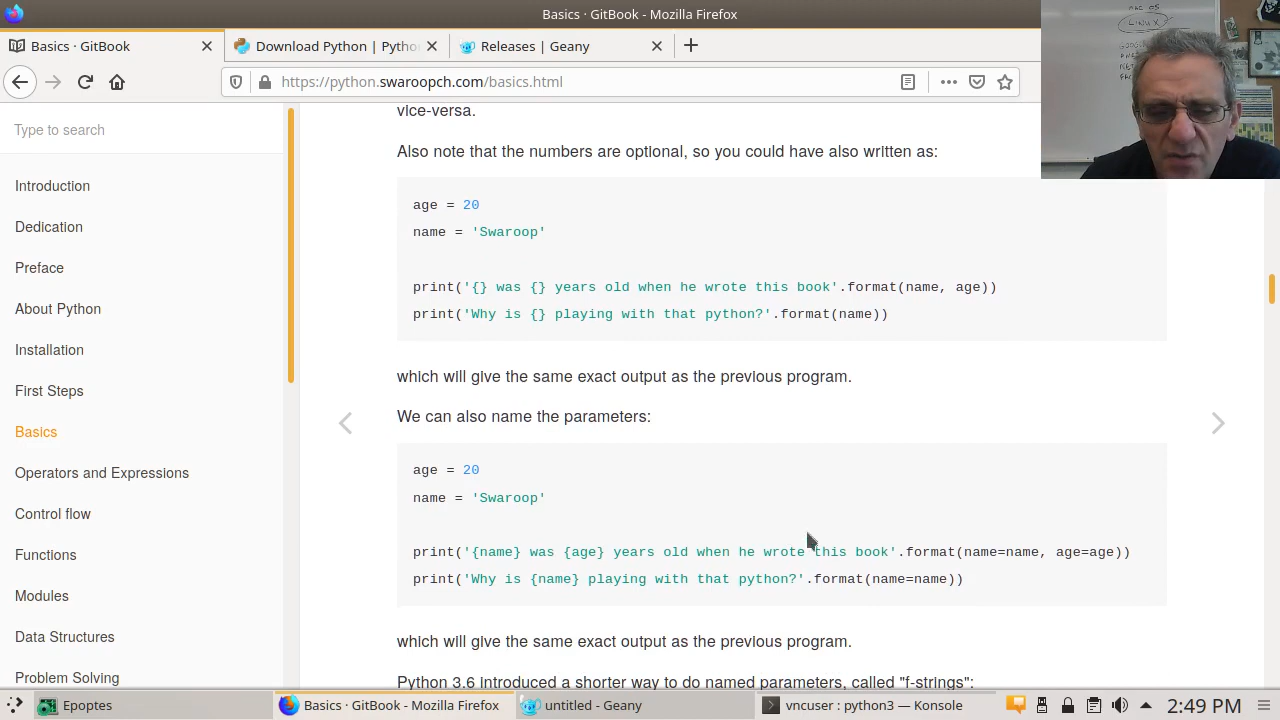 Basics · GitBook - Mozilla Firefox
Basics · GitBook
Download Python | Pytho
Releases | Geany
https://python.swaroopch.com/basics.html
Type to search
Introduction
Dedication
Preface
About Python
Installation
First Steps
Basics
Operators and Expressions
Control flow
Functions
Modules
Data Structures
Problem Solving
vice-versa.
Also note that the numbers are optional, so you could have also written as:
age = 20
name = 'Swaroop'
print('{} was {} years old when he wrote this book'.format(name, age))
print('Why is {} playing with that python?'.format(name))
which will give the same exact output as the previous program.
We can also name the parameters:
age = 20
name = 'Swaroop'
print('{name} was {age} years old when he wrote this book'.format(name=name, age=age))
print('Why is {name} playing with that python?'.format(name=name))
which will give the same exact output as the previous program.
Python 3.6 introduced a shorter way to do named parameters, called "f-strings":
LINUX
Epoptes
Basics · GitBook - Mozilla Firefox
untitled - Geany
vncuser : python3 — Konsole
2:49 PM